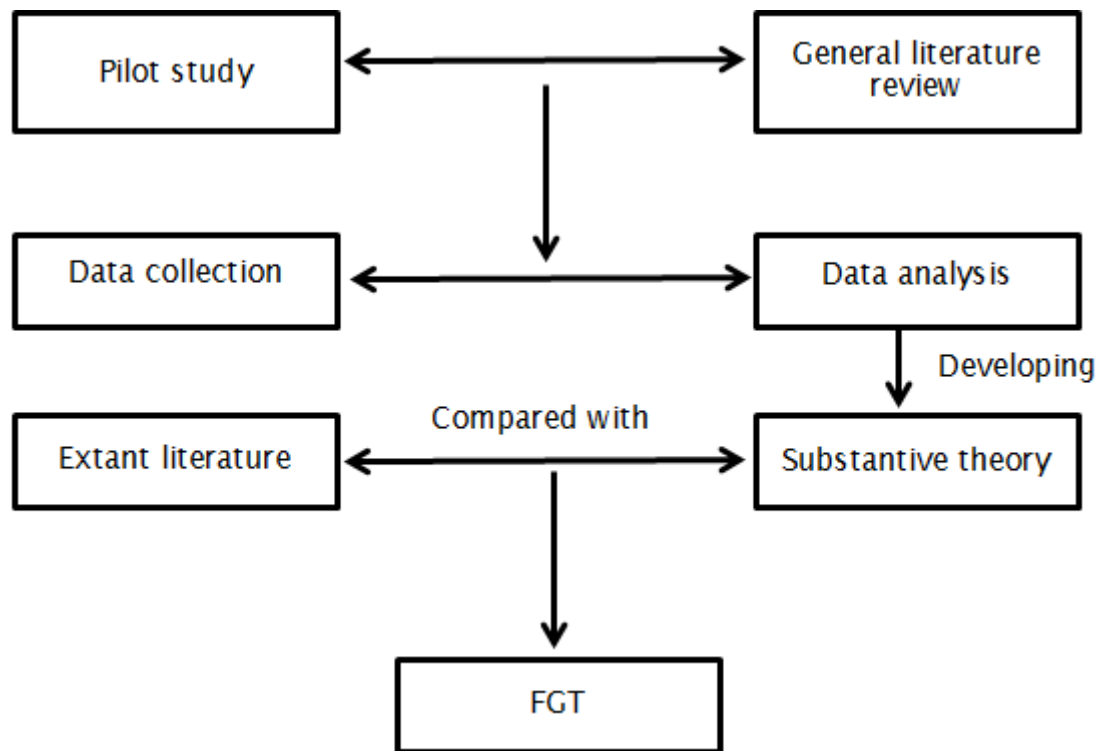 Pilot study
General literature
review
Data collection
Data analysis
Developing
Compared with
Extant literature
Substantive theory
FGT